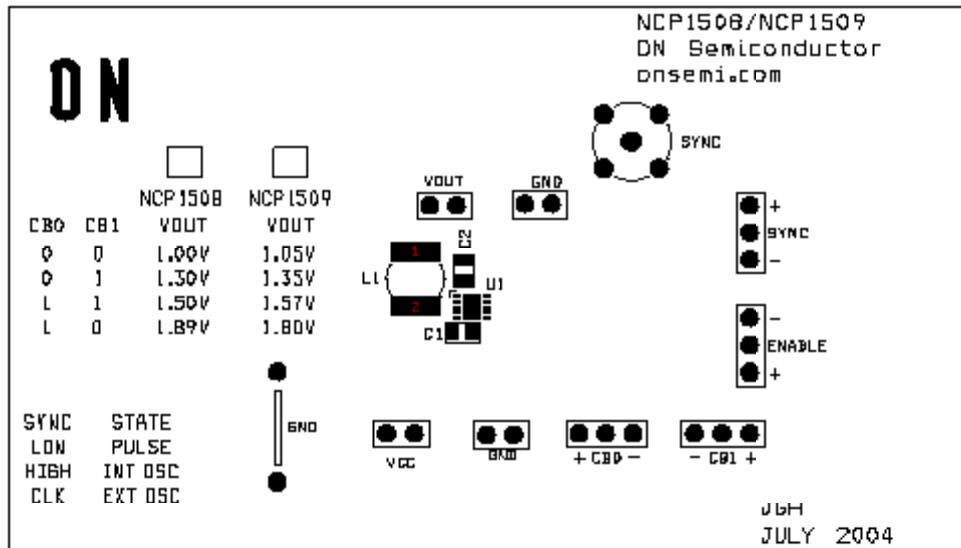 NCP1508/NCP1509
ON Semiconductor
onsemi.com
ON
SYNC
NCP1508 NCP1509
CB0 CB1 VOUT VOUT
0 0 1.00V 1.05V
0 1 1.30V 1.35V
1 1 1.50V 1.57V
1 0 1.89V 1.80V
VOUT GND
C2
L1
1
2
U1
C1
+
SYNC
-
-
ENABLE
+
GND
SYNC STATE
LOW PULSE
HIGH INT OSC
CLK EXT OSC
VCC
GND
+ CB0 -
- CB1 +
JGH
JULY 2004